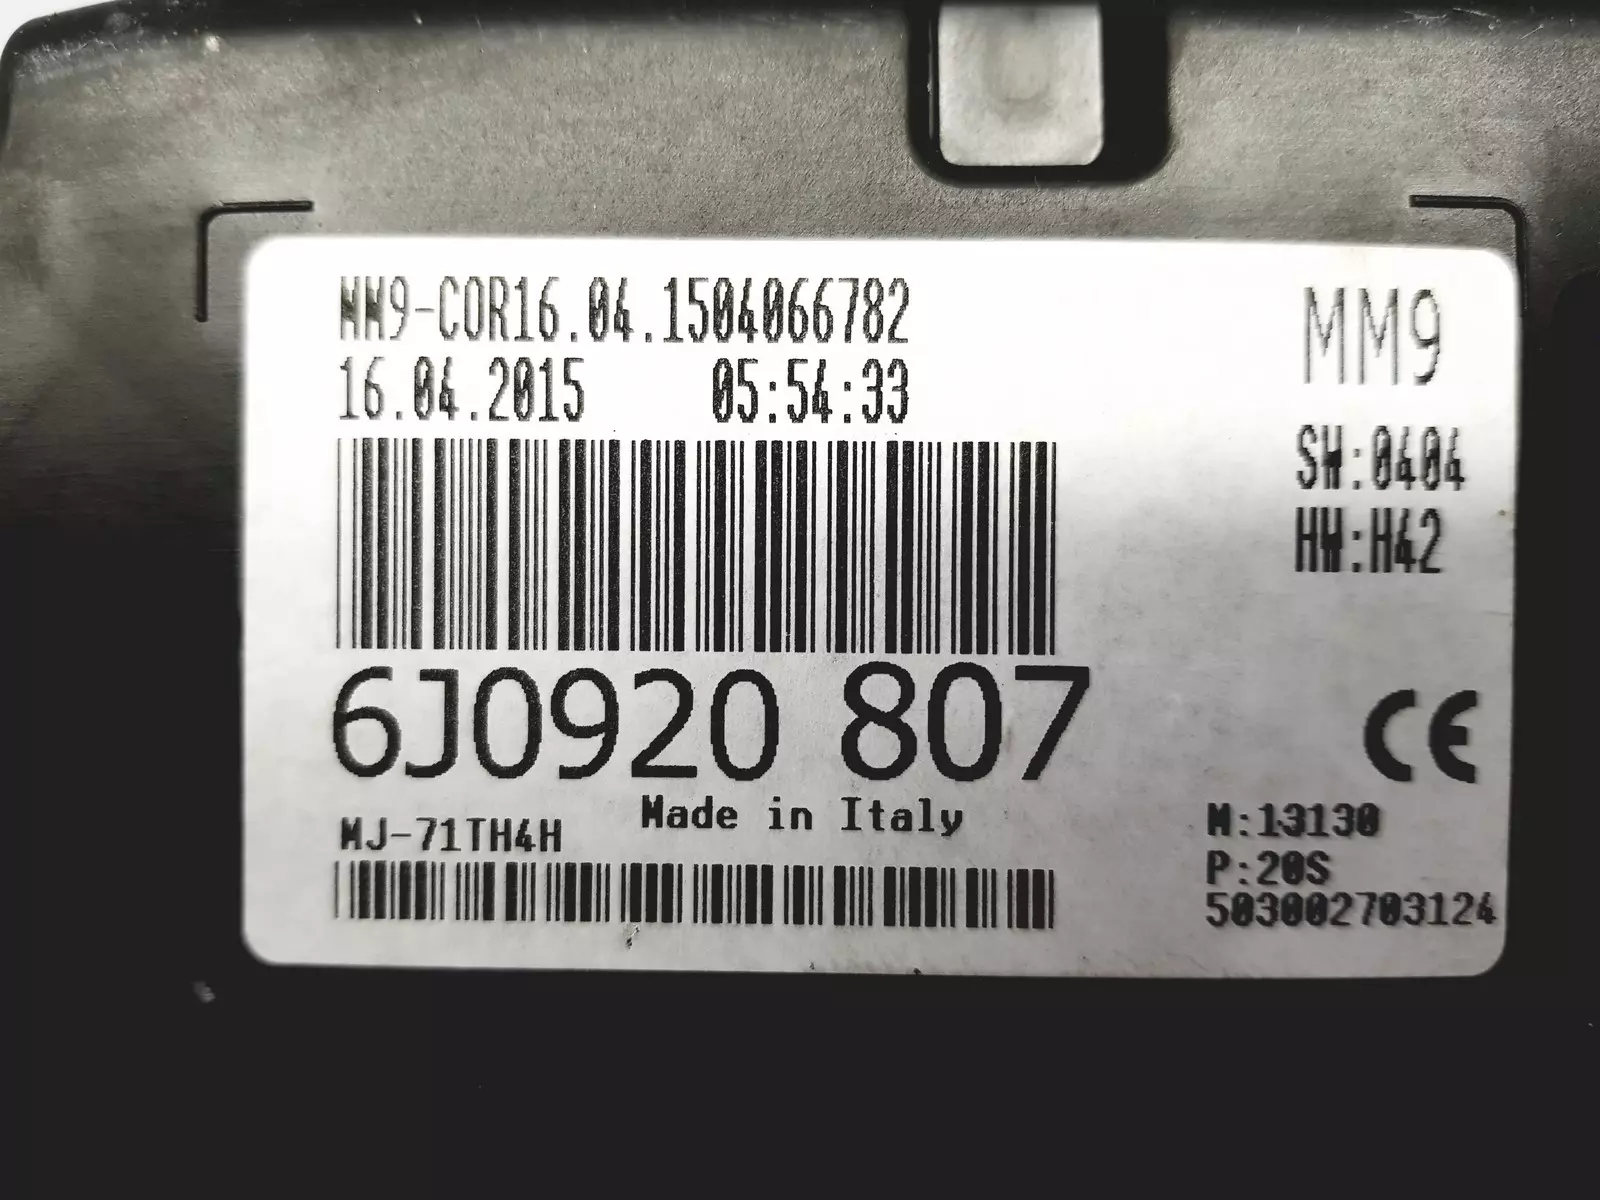 MM9-COR16.04.1504066782
16.04.2015 05:54:33
MM9
SW:0404
HW:H42
6J0920 807
CE
Made in Italy
MJ-71TH4H
M:13130
P:20S
503002703124